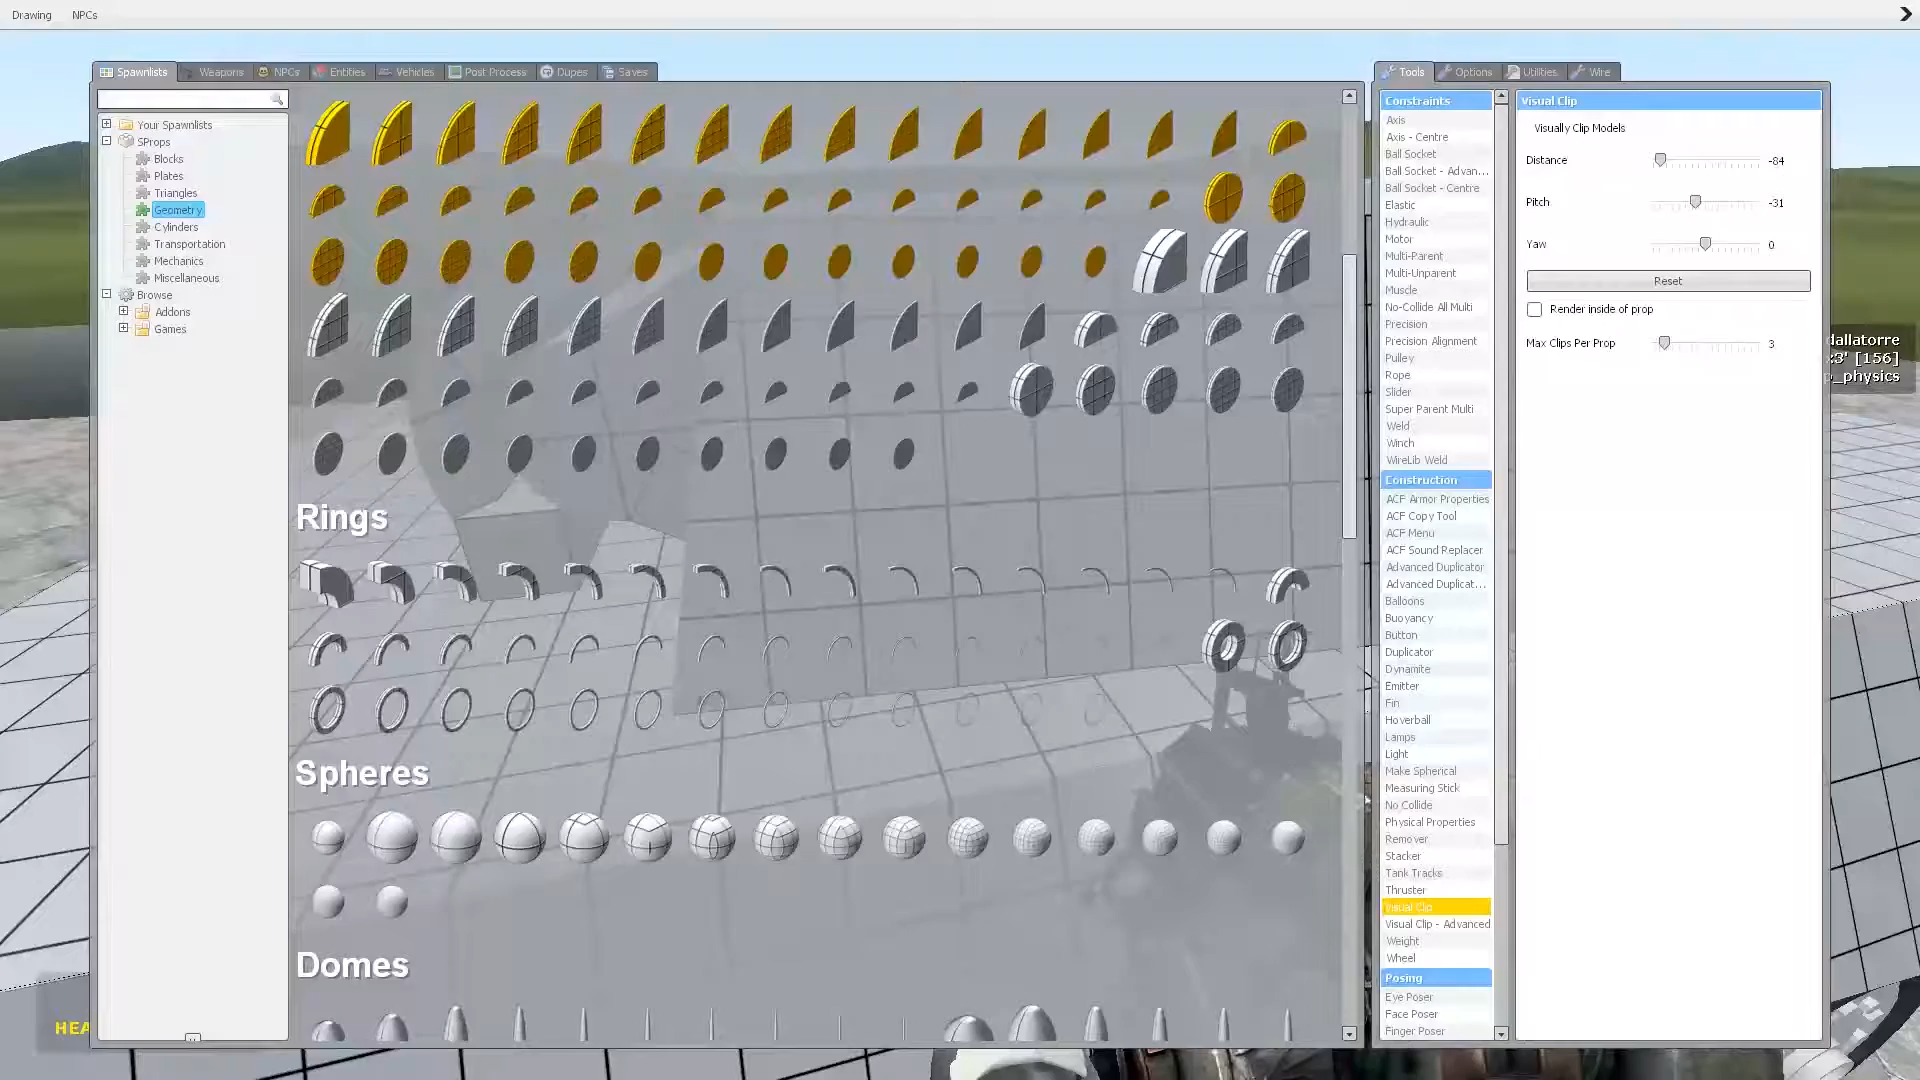 Drawing NPCs
Spawnlists Weapons NPCs Entities Vehicles Post Process Dupes Saves
Your Spawnlists
SProps
Blocks
Plates
Triangles
Geometry
Cylinders
Transportation
Mechanics
Miscellaneous
Browse
Addons
Games
Rings
Spheres
Domes
Tools Options Utilities Wire
Constraints
Axis
Axis - Centre
Ball Socket
Ball Socket - Advan...
Ball Socket - Centre
Elastic
Hydraulic
Motor
Multi-Parent
Multi-Unparent
Muscle
No-Collide All Multi
Precision
Precision Alignment
Pulley
Rope
Slider
Super Parent Multi
Weld
Winch
WireLib Weld
Construction
ACF Armor Properties
ACF Copy Tool
ACF Menu
ACF Sound Replacer
Advanced Duplicator
Advanced Duplicat...
Balloons
Buoyancy
Button
Duplicator
Dynamite
Emitter
Fin
Hoverball
Lamps
Light
Make Spherical
Measuring Stick
No Collide
Physical Properties
Remover
Stacker
Tank Tracks
Thruster
Visual Clip
Visual Clip - Advanced
Weight
Wheel
Posing
Eye Poser
Face Poser
Finger Poser
Visual Clip
Visually Clip Models
Distance -84
Pitch -31
Yaw 0
Reset
Render inside of prop
Max Clips Per Prop 3
dallatorre
x3' [156]
p_physics
HEA